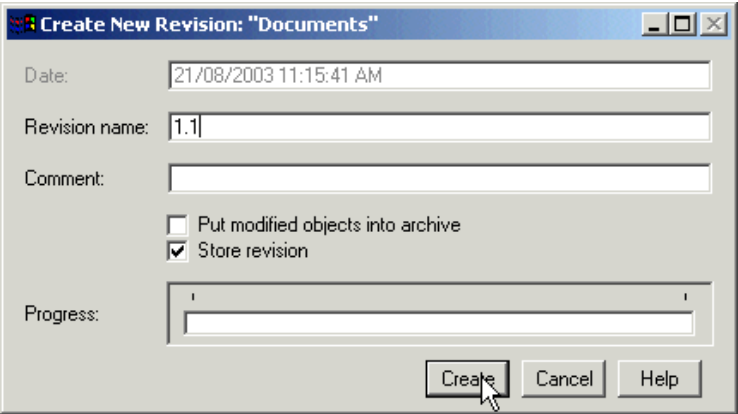 Create New Revision: "Documents"
Date: 21/08/2003 11:15:41 AM
Revision name: 1.1
Comment:
Put modified objects into archive
Store revision
Progress:
Create Cancel Help